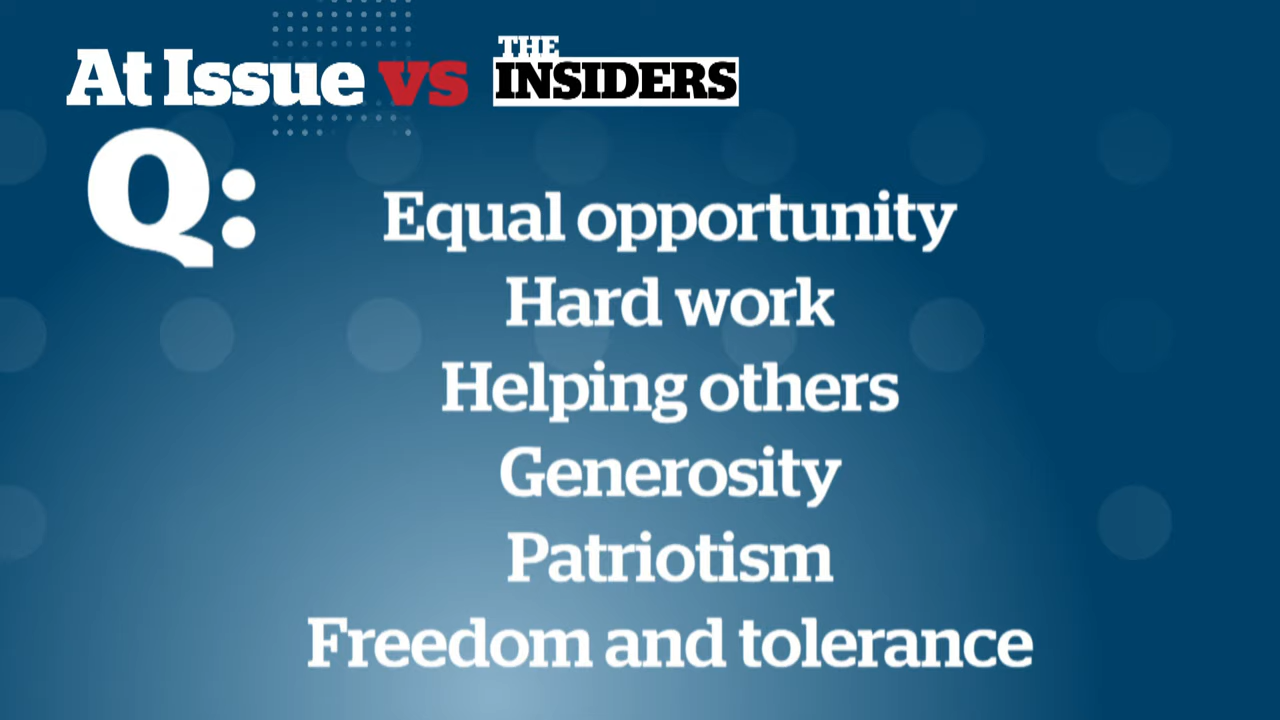 At Issue vs THE INSIDERS
Q:
Equal opportunity
Hard work
Helping others
Generosity
Patriotism
Freedom and tolerance